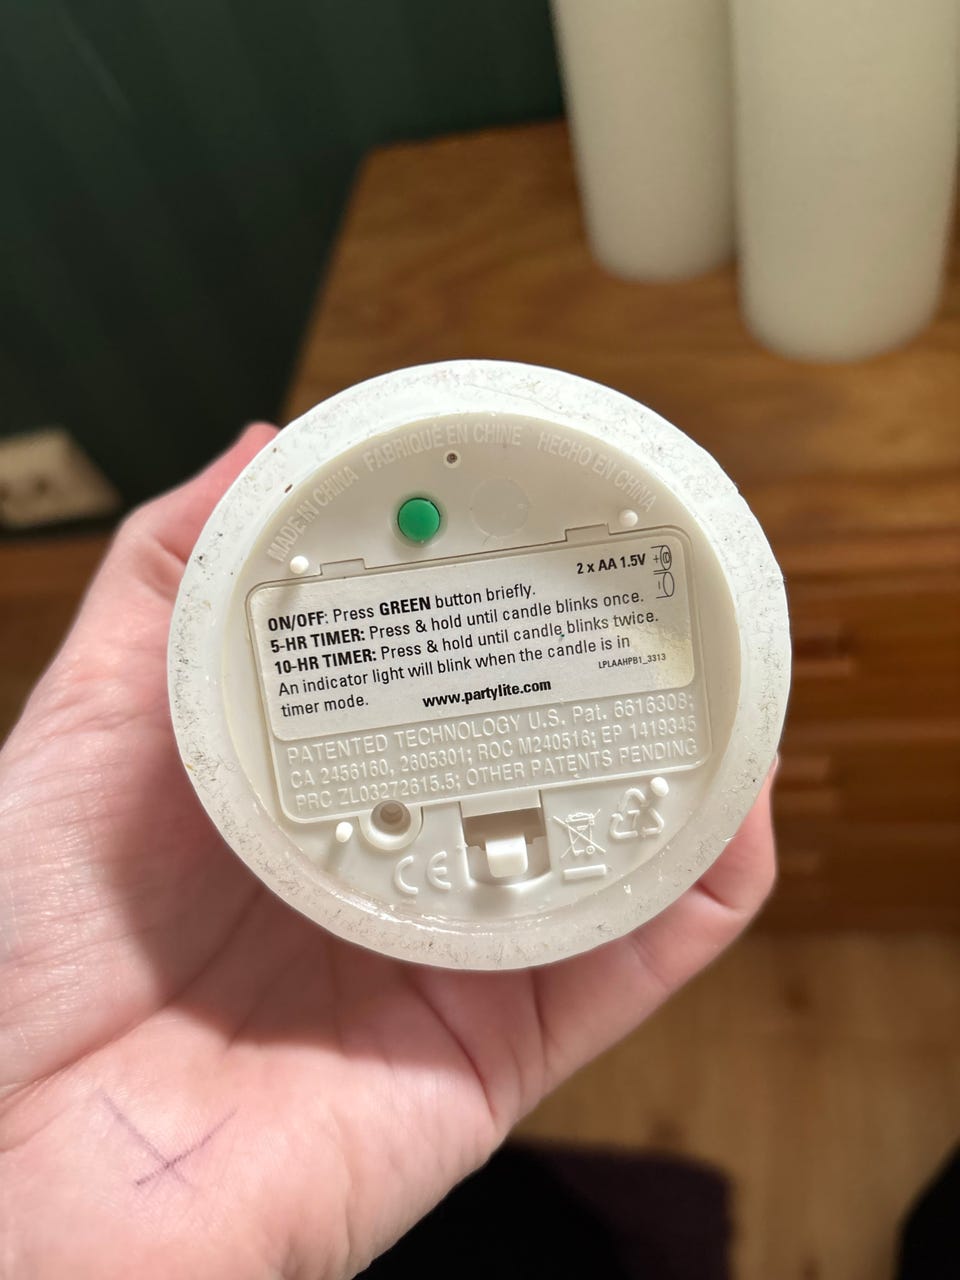 MADE IN CHINA FABRIQUÉ EN CHINE HECHO EN CHINA
2 x AA 1.5V
ON/OFF: Press GREEN button briefly.
5-HR TIMER: Press & hold until candle blinks once.
10-HR TIMER: Press & hold until candle blinks twice.
An indicator light will blink when the candle is in
timer mode.
LPLAAHPB1_3313
www.partylite.com
PATENTED TECHNOLOGY U.S. Pat. 6616308;
CA 2456160, 2605301; ROC M240516; EP 1419345
PRC ZL03272615.5; OTHER PATENTS PENDING
7
CE